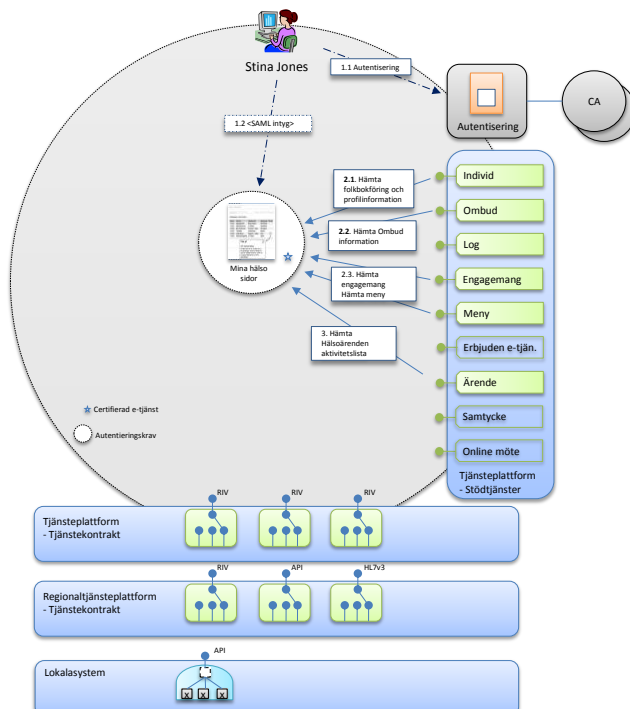 Stina Jones
1.1 Autentisering
CA
Autentisering
1.2 <SAML intyg>
2.1. Hämta
folkbokföring och
profilinformation
2.2. Hämta Ombud
information
2.3. Hämta
engagemang
Hämta meny
3. Hämta
Hälsoärenden
aktivitetslista
Mina hälso
sidor
Individ
Ombud
Log
Engagemang
Meny
Erbjuden e-tjän.
Ärende
Samtycke
Online möte
Tjänsteplattform
- Stödtjänster
Certifierad e-tjänst
Autentieringskrav
RIV
RIV
RIV
Tjänsteplattform
- Tjänstekontrakt
RIV
API
HL7v3
Regionaltjänsteplattform
- Tjänstekontrakt
API
Lokalasystem
X
X
X